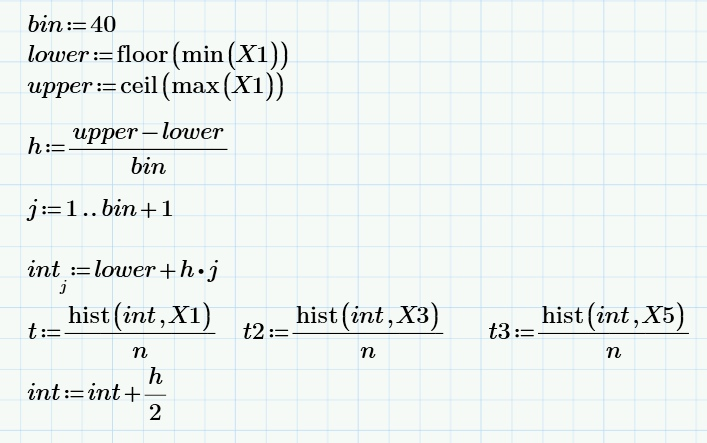 bin:=40
lower:=floor(min(X1))
upper:=ceil(max(X1))
h:=(upper−lower)/bin
j:=1..bin+1
int_j:=lower+h•j
t:=hist(int,X1)/n t2:=hist(int,X3)/n t3:=hist(int,X5)/n
int:=int+h/2